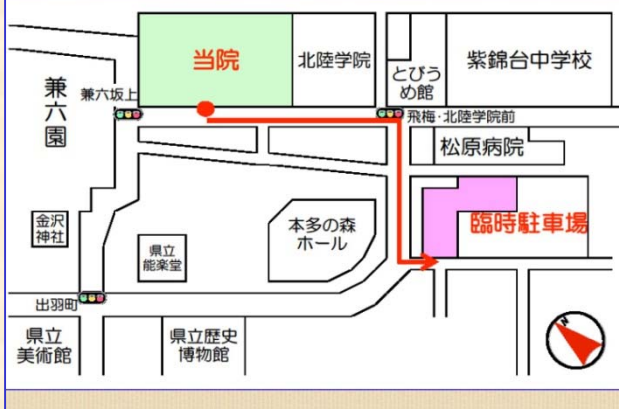 当院
北陸学院
とびう
め館
紫錦台中学校
兼六園
兼六坂上
飛梅・北陸学院前
松原病院
金沢
神社
県立
能楽堂
本多の森
ホール
臨時駐車場
出羽町
県立
美術館
県立歴史
博物館
N